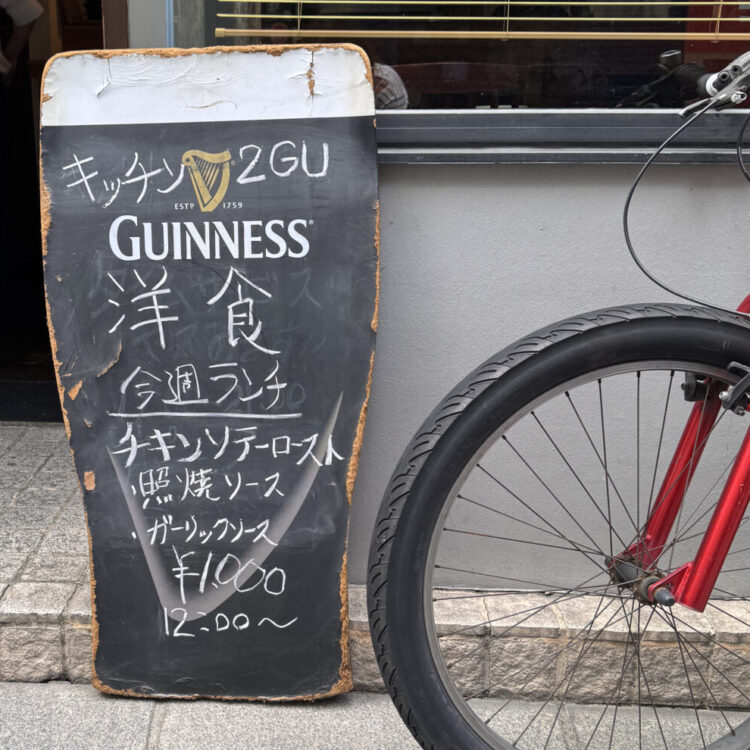 キッチン 2GU
ESTD 1759
GUINNESS
洋食
今週ランチ
チキンソテーロースト
・照焼ソース
・ガーリックソース
¥1,000
12:00〜